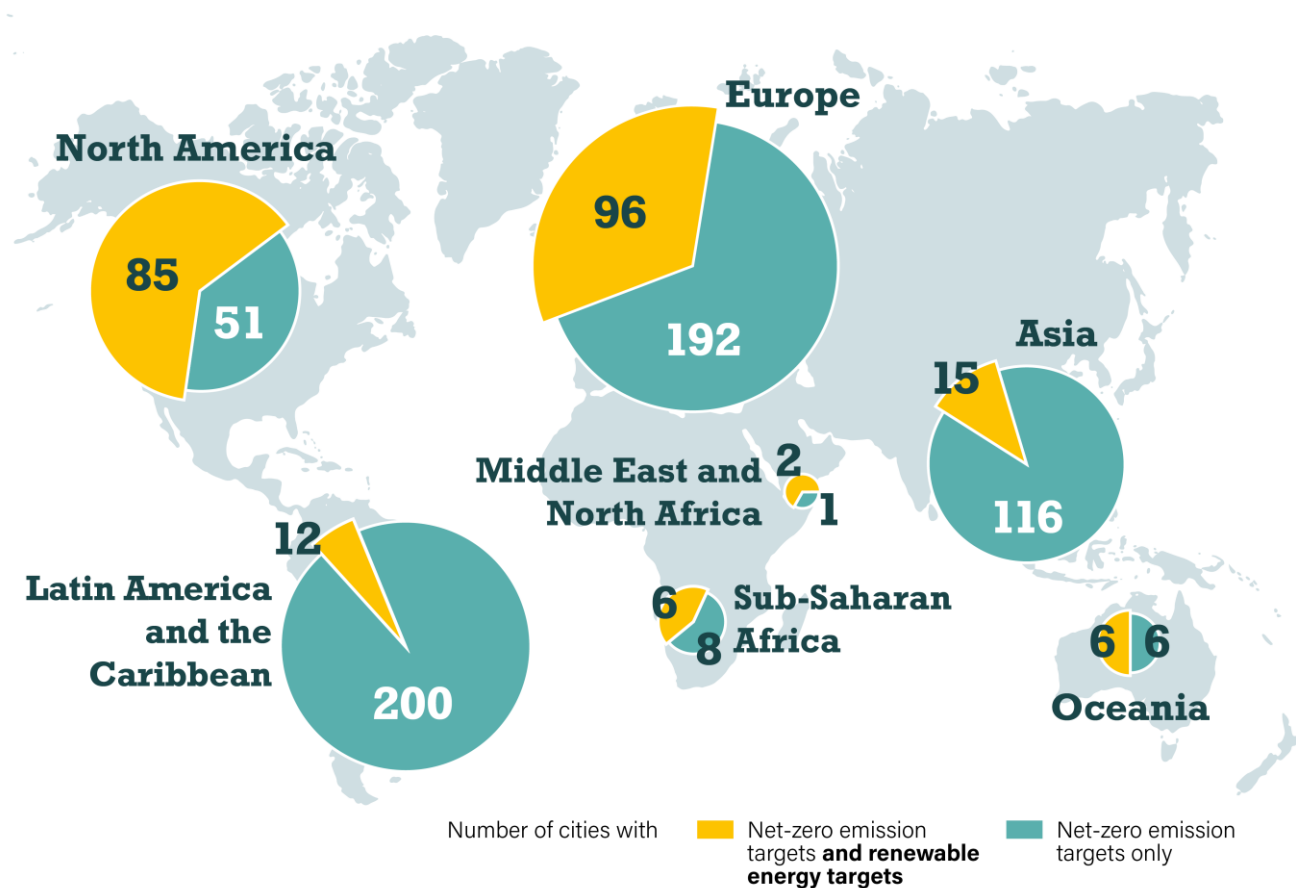 Europe
North America
96
85
51
192
Asia
15
2
Middle East and
North Africa
1
116
12
Latin America
and the
Caribbean
200
6
8
Sub-Saharan
Africa
6
6
Oceania
Number of cities with
Net-zero emission
targets and renewable
energy targets
Net-zero emission
targets only